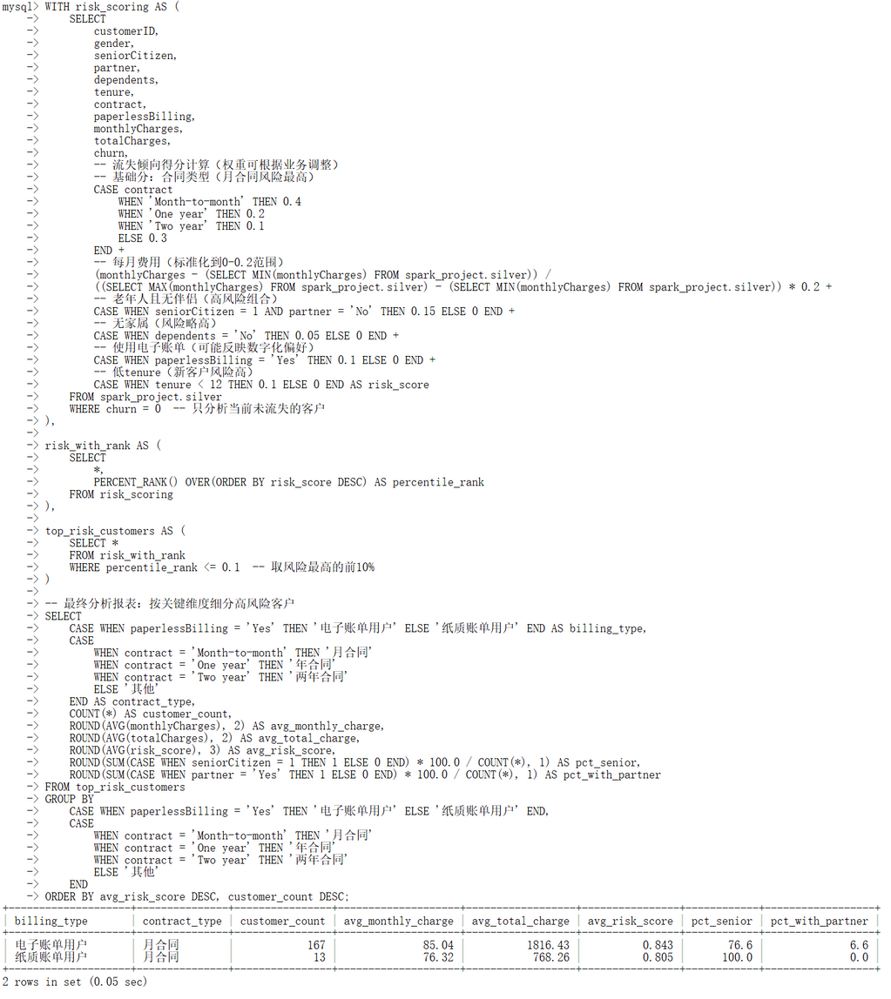 mysql> WITH risk_scoring AS (
    ->     SELECT
    ->         customerID,
    ->         gender,
    ->         seniorCitizen,
    ->         partner,
    ->         dependents,
    ->         tenure,
    ->         contract,
    ->         paperlessBilling,
    ->         monthlyCharges,
    ->         totalCharges,
    ->         churn,
    ->         -- 流失倾向得分计算（权重可根据业务调整）
    ->         -- 基础分：合同类型（月合同风险最高）
    ->         CASE contract
    ->             WHEN 'Month-to-month' THEN 0.4
    ->             WHEN 'One year' THEN 0.2
    ->             WHEN 'Two year' THEN 0.1
    ->             ELSE 0.3
    ->         END +
    ->         -- 每月费用（标准化到0-0.2范围）
    ->         (monthlyCharges - (SELECT MIN(monthlyCharges) FROM spark_project.silver)) /
    ->         ((SELECT MAX(monthlyCharges) FROM spark_project.silver) - (SELECT MIN(monthlyCharges) FROM spark_project.silver)) * 0.2 +
    ->         -- 老年人且无伴侣（高风险组合）
    ->         CASE WHEN seniorCitizen = 1 AND partner = 'No' THEN 0.15 ELSE 0 END +
    ->         -- 无家属（风险略高）
    ->         CASE WHEN dependents = 'No' THEN 0.05 ELSE 0 END +
    ->         -- 使用电子账单（可能反映数字化偏好）
    ->         CASE WHEN paperlessBilling = 'Yes' THEN 0.1 ELSE 0 END +
    ->         -- 低tenure（新客户风险高）
    ->         CASE WHEN tenure < 12 THEN 0.1 ELSE 0 END AS risk_score
    ->     FROM spark_project.silver
    ->     WHERE churn = 0  -- 只分析当前未流失的客户
    -> ),
    ->
    -> risk_with_rank AS (
    ->     SELECT
    ->         *,
    ->         PERCENT_RANK() OVER(ORDER BY risk_score DESC) AS percentile_rank
    ->     FROM risk_scoring
    -> ),
    ->
    -> top_risk_customers AS (
    ->     SELECT *
    ->     FROM risk_with_rank
    ->     WHERE percentile_rank <= 0.1  -- 取风险最高的前10%
    -> )
    ->
    -> -- 最终分析报表：按关键维度细分高风险客户
    -> SELECT
    ->     CASE WHEN paperlessBilling = 'Yes' THEN '电子账单用户' ELSE '纸质账单用户' END AS billing_type,
    ->     CASE
    ->         WHEN contract = 'Month-to-month' THEN '月合同'
    ->         WHEN contract = 'One year' THEN '年合同'
    ->         WHEN contract = 'Two year' THEN '两年合同'
    ->         ELSE '其他'
    ->     END AS contract_type,
    ->     COUNT(*) AS customer_count,
    ->     ROUND(AVG(monthlyCharges), 2) AS avg_monthly_charge,
    ->     ROUND(AVG(totalCharges), 2) AS avg_total_charge,
    ->     ROUND(AVG(risk_score), 3) AS avg_risk_score,
    ->     ROUND(SUM(CASE WHEN seniorCitizen = 1 THEN 1 ELSE 0 END) * 100.0 / COUNT(*), 1) AS pct_senior,
    ->     ROUND(SUM(CASE WHEN partner = 'Yes' THEN 1 ELSE 0 END) * 100.0 / COUNT(*), 1) AS pct_with_partner
    -> FROM top_risk_customers
    -> GROUP BY
    ->     CASE WHEN paperlessBilling = 'Yes' THEN '电子账单用户' ELSE '纸质账单用户' END,
    ->     CASE
    ->         WHEN contract = 'Month-to-month' THEN '月合同'
    ->         WHEN contract = 'One year' THEN '年合同'
    ->         WHEN contract = 'Two year' THEN '两年合同'
    ->         ELSE '其他'
    ->     END
    -> ORDER BY avg_risk_score DESC, customer_count DESC;
| billing_type | contract_type | customer_count | avg_monthly_charge | avg_total_charge | avg_risk_score | pct_senior | pct_with_partner |
| 电子账单用户 | 月合同 | 167 | 85.04 | 1816.43 | 0.843 | 76.6 | 6.6 |
| 纸质账单用户 | 月合同 | 13 | 76.32 | 768.26 | 0.805 | 100.0 | 0.0 |
2 rows in set (0.05 sec)